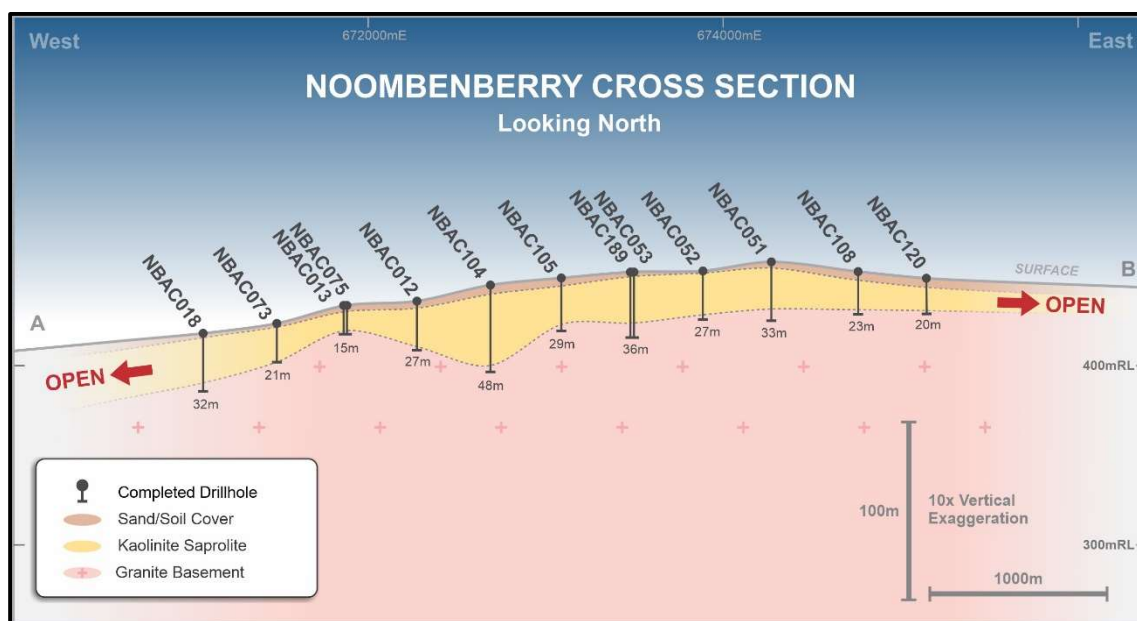 West
672000mE
674000mE
East
NOOMBENBERRY CROSS SECTION
Looking North
NBAC018
NBAC073
NBAC013
NBAC075
NBAC012
NBAC104
NBAC105
NBAC189
NBAC053
NBAC052
NBAC051
NBAC108
NBAC120
SURFACE
B
A
OPEN
OPEN
32m
21m
15m
27m
48m
29m
36m
27m
33m
23m
20m
400mRL
Completed Drillhole
Sand/Soil Cover
Kaolinite Saprolite
Granite Basement
100m
10x Vertical
Exaggeration
300mRL
1000m